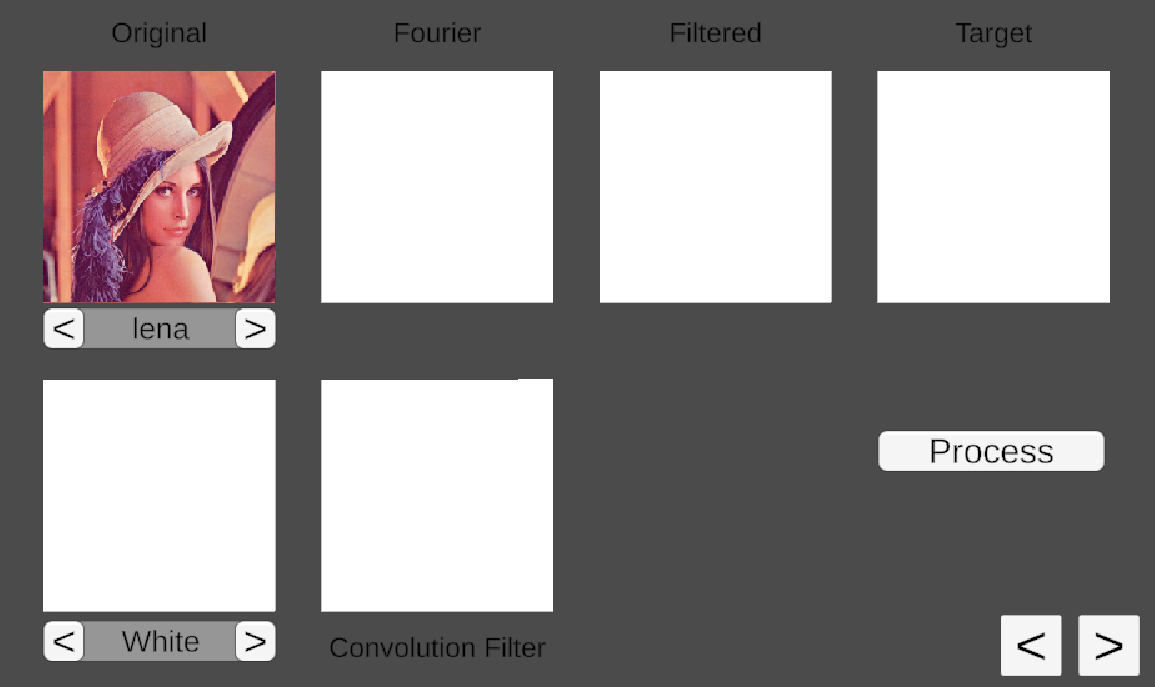 Original Fourier Filtered Target
< lena >
Process
< White >
Convolution Filter
< >